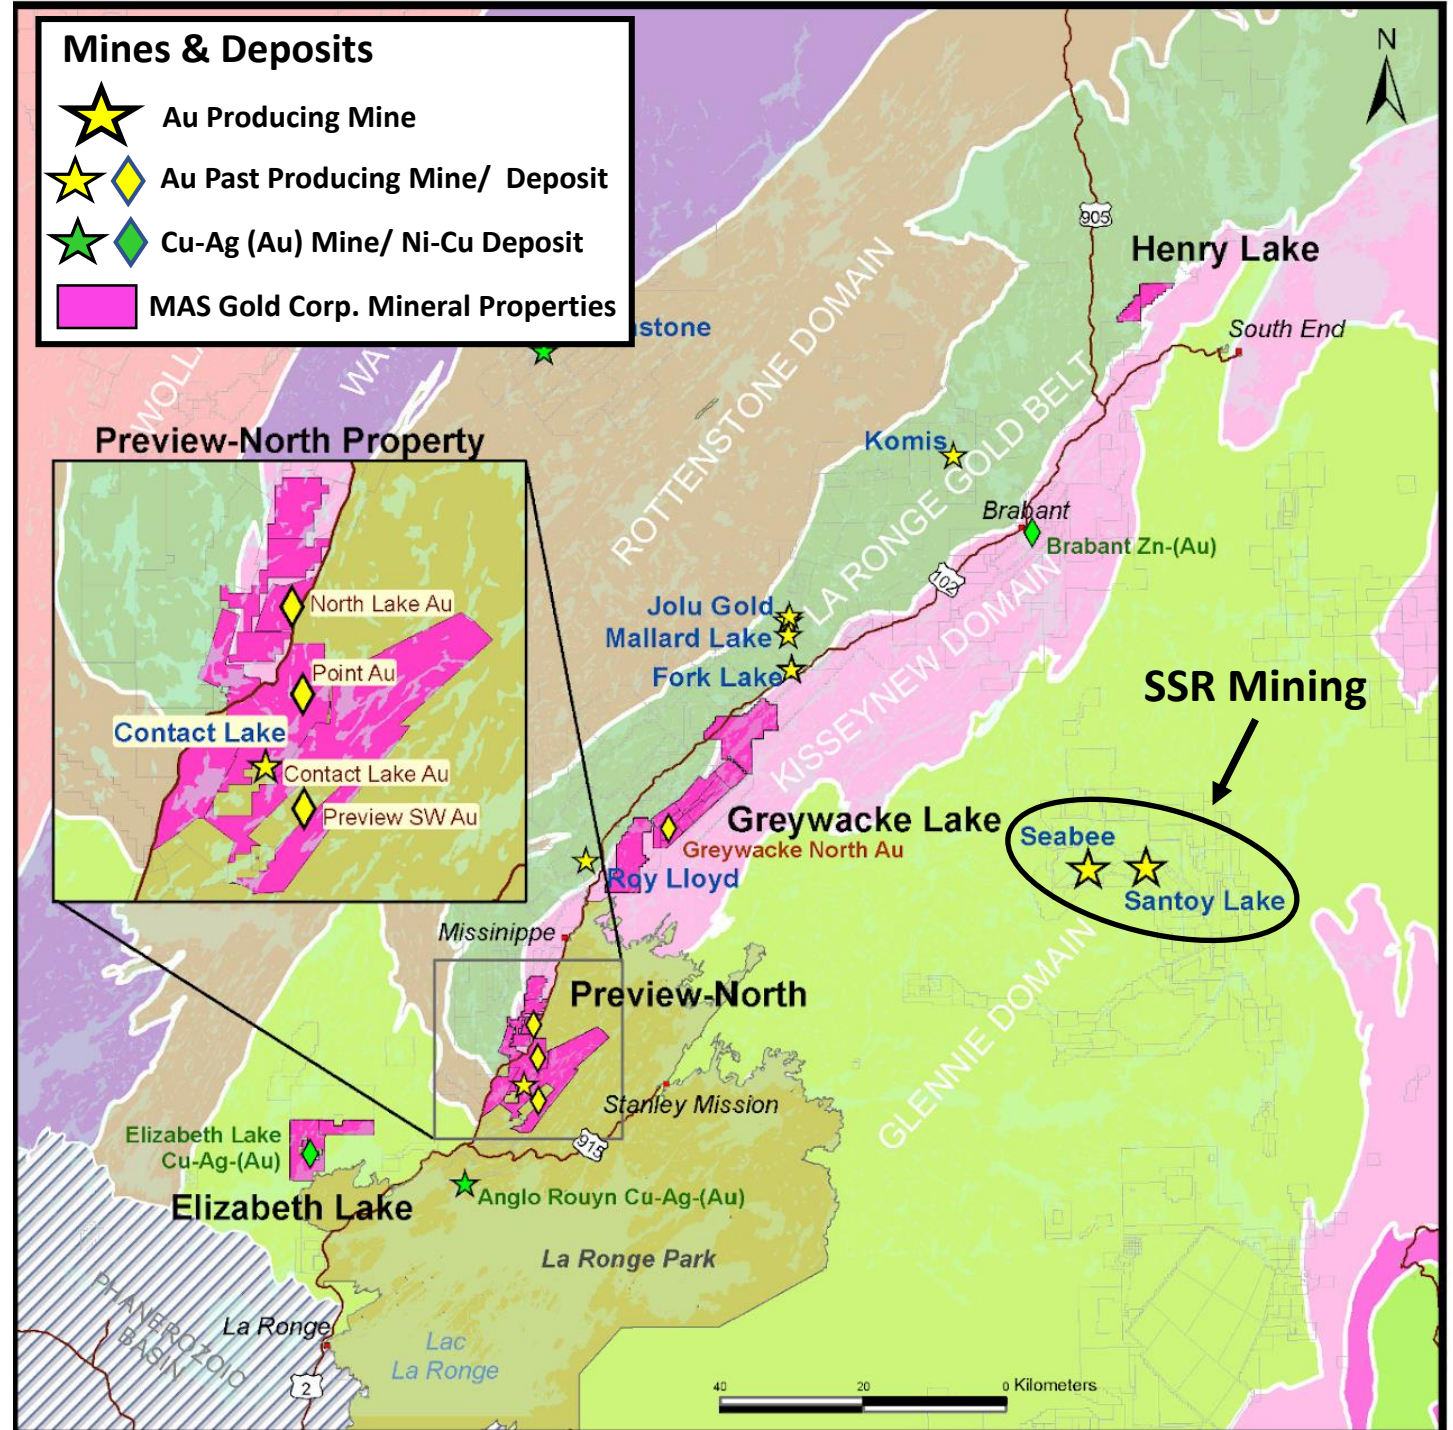 Mines & Deposits
Au Producing Mine
Au Past Producing Mine/ Deposit
Cu-Ag (Au) Mine/ Ni-Cu Deposit
MAS Gold Corp. Mineral Properties
N
905
Henry Lake
South End
ROTTENSTONE DOMAIN
Preview-North Property
Komis
LA RONGE GOLD BELT
Brabant
Brabant Zn-(Au)
102
North Lake Au
Jolu Gold
Mallard Lake
Fork Lake
KISSEYNEW DOMAIN
Point Au
SSR Mining
Contact Lake
Contact Lake Au
Preview SW Au
Greywacke Lake
Greywacke North Au
Seabee
Santoy Lake
Roy Lloyd
Missinippe
Preview-North
GLENNIE DOMAIN
Stanley Mission
915
Elizabeth Lake
Cu-Ag-(Au)
Elizabeth Lake
Anglo Rouyn Cu-Ag-(Au)
La Ronge Park
PHANEROZOIC
BASIN
La Ronge
Lac
La Ronge
2
40 20 0 Kilometers